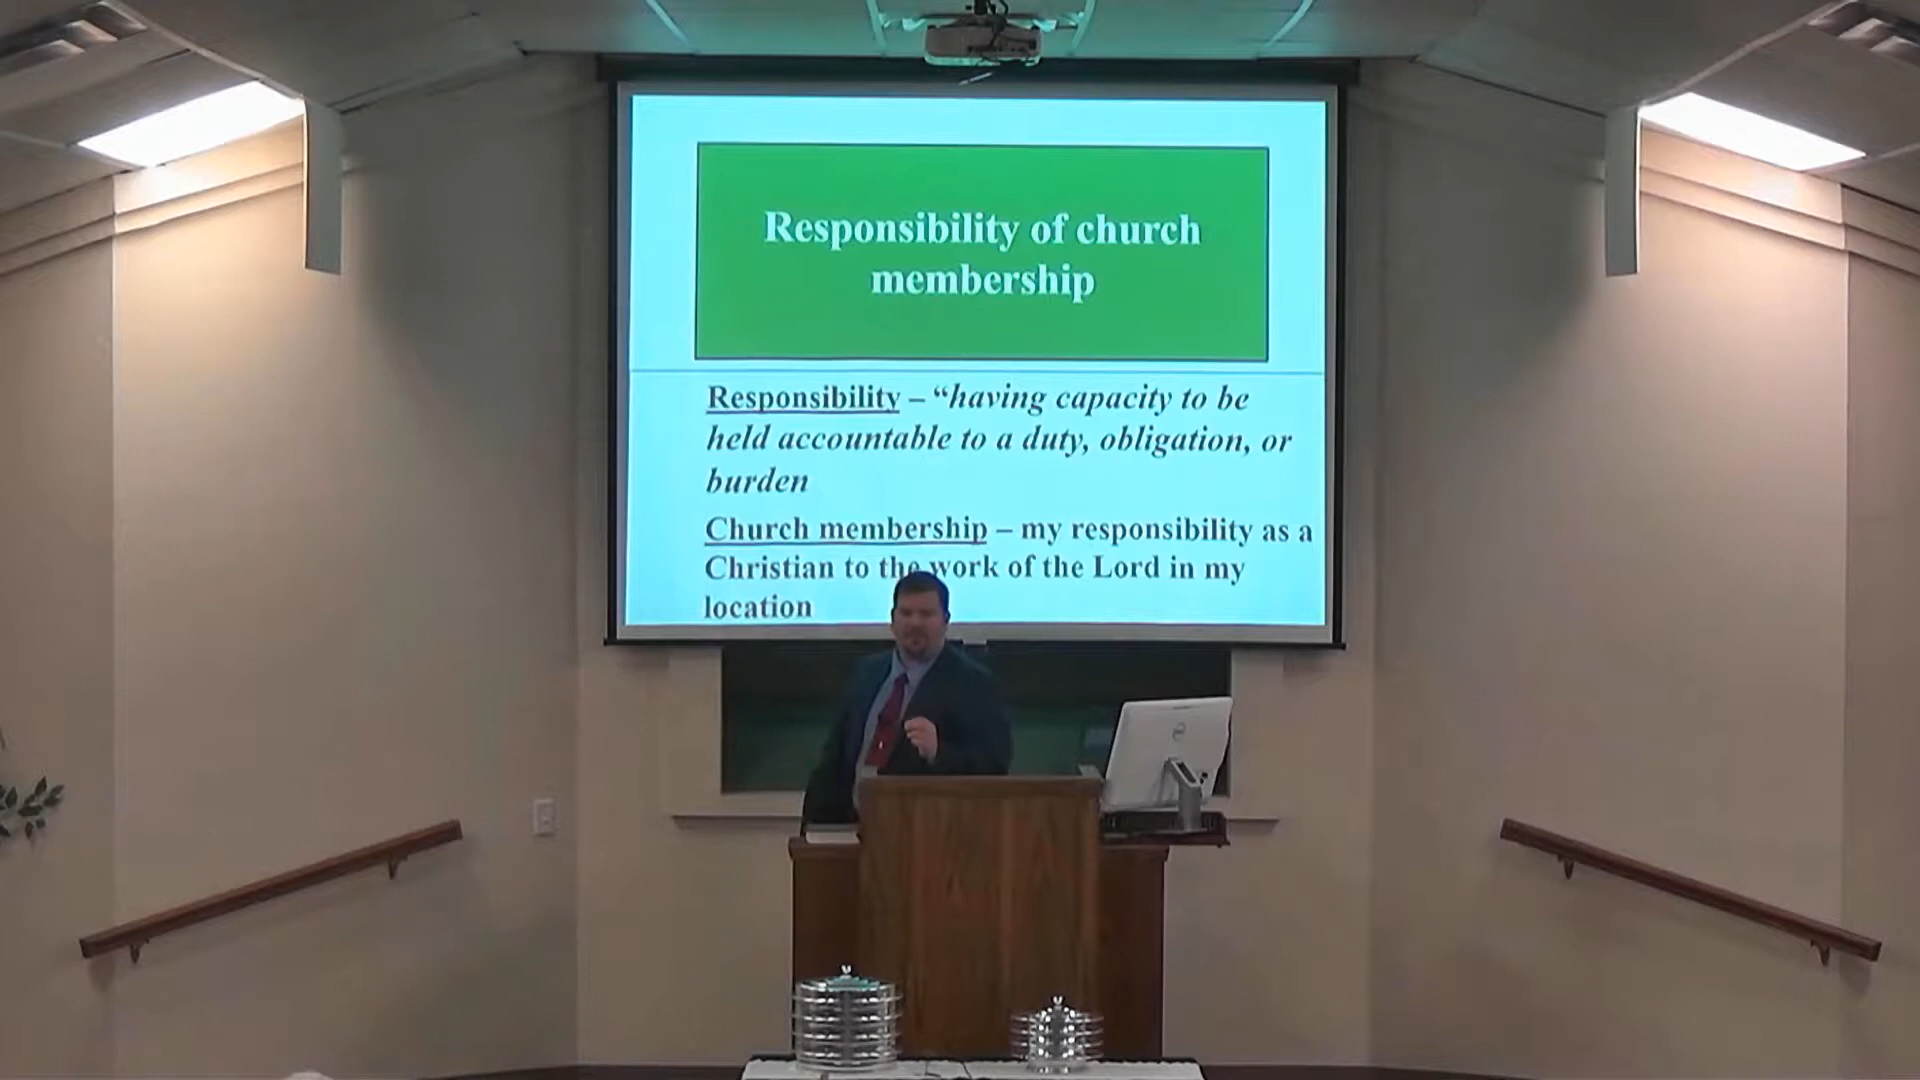 Responsibility of church
membership
Responsibility – “having capacity to be
held accountable to a duty, obligation, or
burden
Church membership – my responsibility as a
Christian to the work of the Lord in my
location